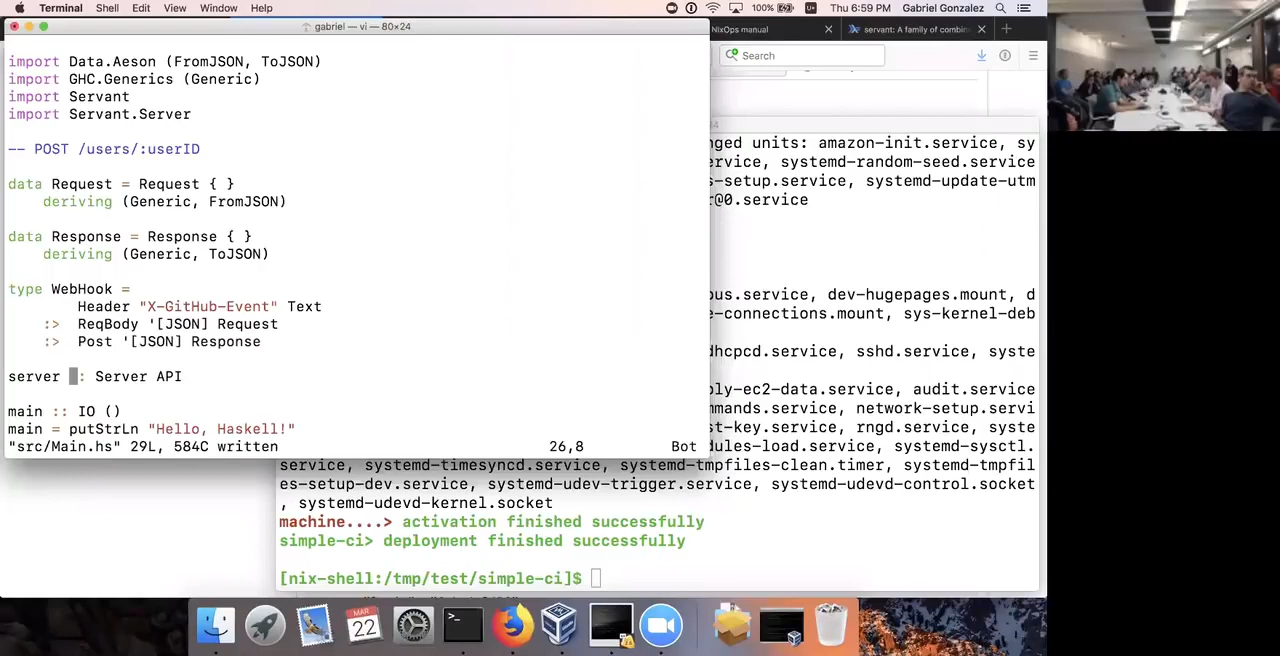 Terminal Shell Edit View Window Help 100% Thu 6:59 PM Gabriel Gonzalez
gabriel — vi — 80×24
NixOps manual
servant: A family of combin
Search
import Data.Aeson (FromJSON, ToJSON)
import GHC.Generics (Generic)
import Servant
import Servant.Server
-- POST /users/:userID
data Request = Request { }
deriving (Generic, FromJSON)
data Response = Response { }
deriving (Generic, ToJSON)
type WebHook =
Header "X-GitHub-Event" Text
:> ReqBody '[JSON] Request
:> Post '[JSON] Response
server :: Server API
main :: IO ()
main = putStrLn "Hello, Haskell!"
"src/Main.hs" 29L, 584C written 26,8 Bot
nged units: amazon-init.service, sy
ervice, systemd-random-seed.service
s-setup.service, systemd-update-utm
r@0.service
ous.service, dev-hugepages.mount, d
e-connections.mount, sys-kernel-deb
dhcpcd.service, sshd.service, syste
ply-ec2-data.service, audit.service
mmands.service, network-setup.servi
st-key.service, rngd.service, syste
dules-load.service, systemd-sysctl.
service, systemd-timesyncd.service, systemd-tmpfiles-clean.timer, systemd-tmpfil
es-setup-dev.service, systemd-udev-trigger.service, systemd-udevd-control.socket
, systemd-udevd-kernel.socket
machine....> activation finished successfully
simple-ci> deployment finished successfully
[nix-shell:/tmp/test/simple-ci]$
MAR
22